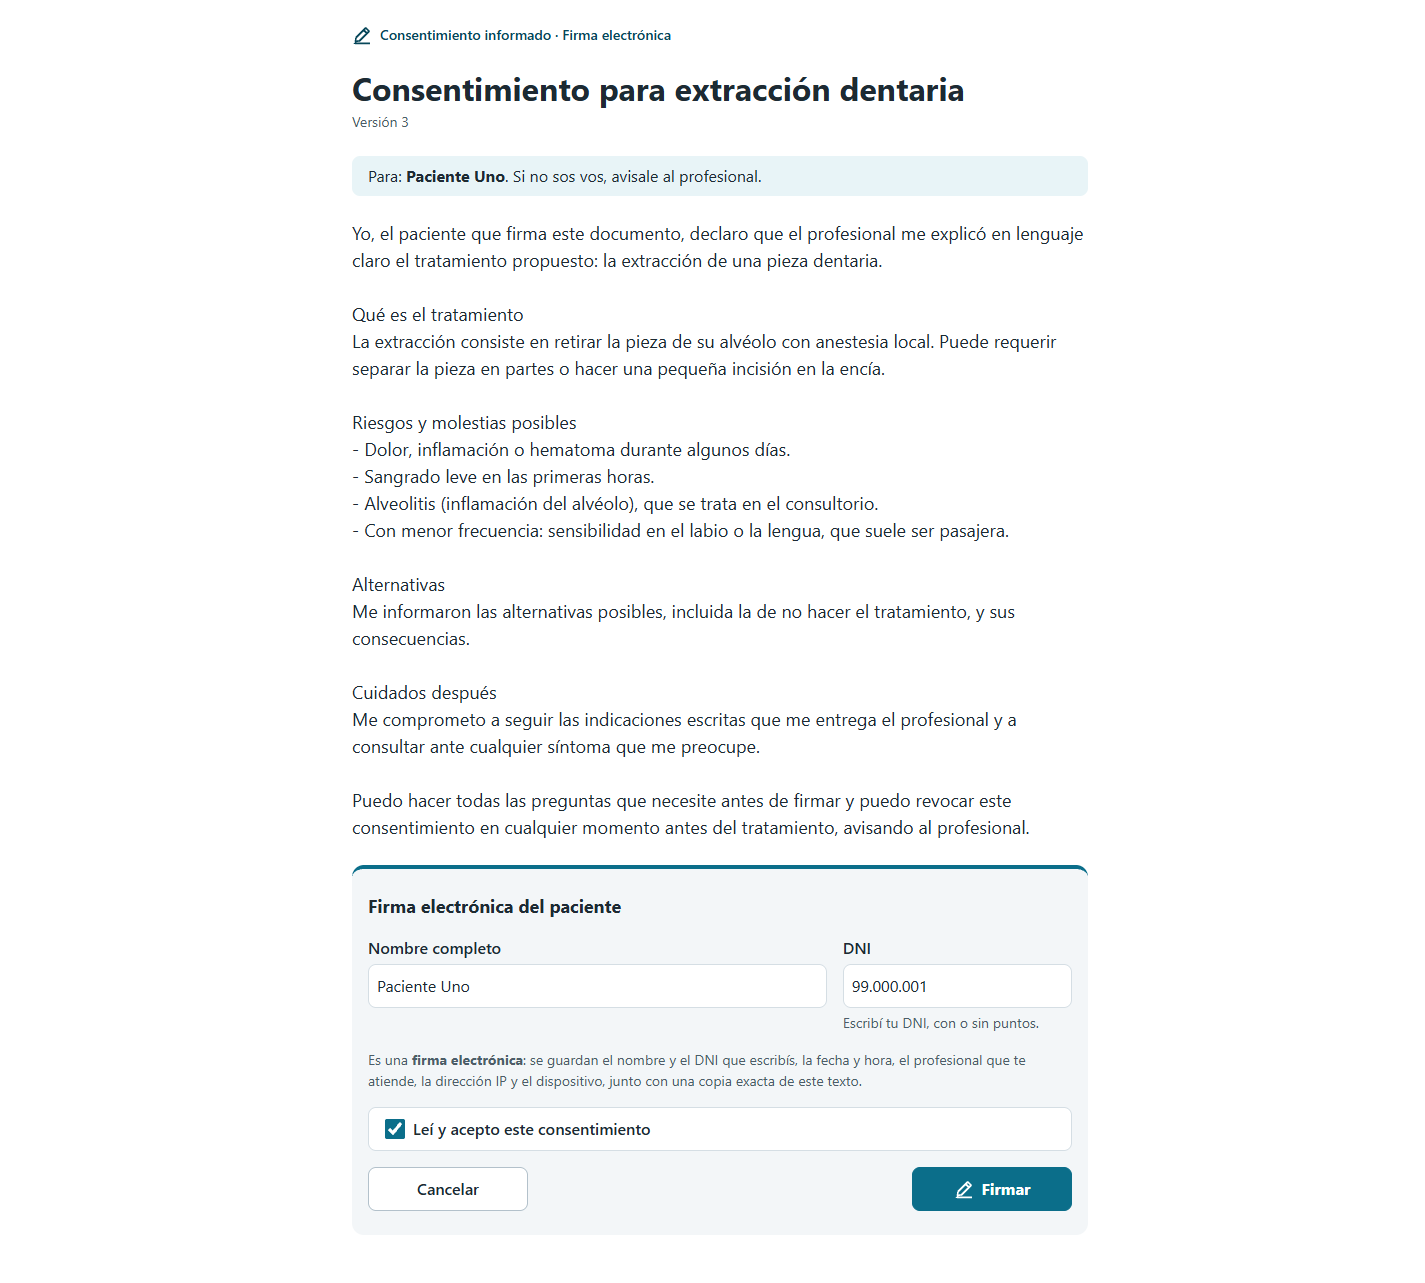 Consentimiento informado · Firma electrónica
Consentimiento para extracción dentaria
Versión 3
Para: Paciente Uno. Si no sos vos, avisale al profesional.
Yo, el paciente que firma este documento, declaro que el profesional me explicó en lenguaje
claro el tratamiento propuesto: la extracción de una pieza dentaria.
Qué es el tratamiento
La extracción consiste en retirar la pieza de su alvéolo con anestesia local. Puede requerir
separar la pieza en partes o hacer una pequeña incisión en la encía.
Riesgos y molestias posibles
- Dolor, inflamación o hematoma durante algunos días.
- Sangrado leve en las primeras horas.
- Alveolitis (inflamación del alvéolo), que se trata en el consultorio.
- Con menor frecuencia: sensibilidad en el labio o la lengua, que suele ser pasajera.
Alternativas
Me informaron las alternativas posibles, incluida la de no hacer el tratamiento, y sus
consecuencias.
Cuidados después
Me comprometo a seguir las indicaciones escritas que me entrega el profesional y a
consultar ante cualquier síntoma que me preocupe.
Puedo hacer todas las preguntas que necesite antes de firmar y puedo revocar este
consentimiento en cualquier momento antes del tratamiento, avisando al profesional.
Firma electrónica del paciente
Nombre completo
Paciente Uno
DNI
99.000.001
Escribí tu DNI, con o sin puntos.
Es una firma electrónica: se guardan el nombre y el DNI que escribís, la fecha y hora, el profesional que te
atiende, la dirección IP y el dispositivo, junto con una copia exacta de este texto.
Leí y acepto este consentimiento
Cancelar
Firmar